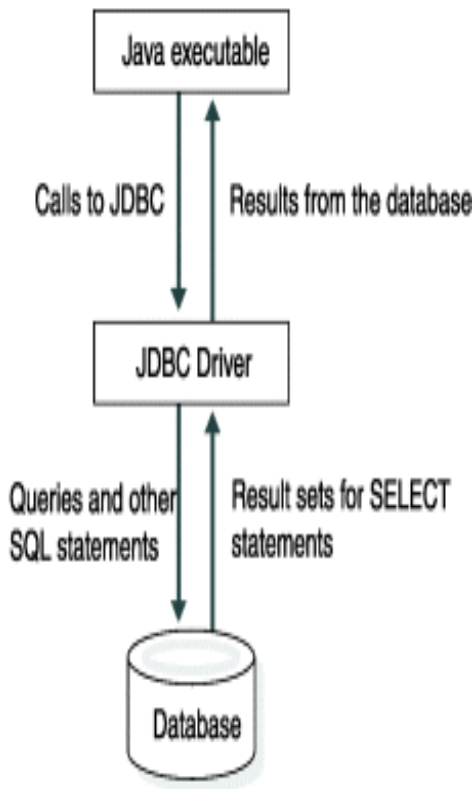 Java executable
Calls to JDBC
Results from the database
JDBC Driver
Queries and other
SQL statements
Result sets for SELECT
statements
Database